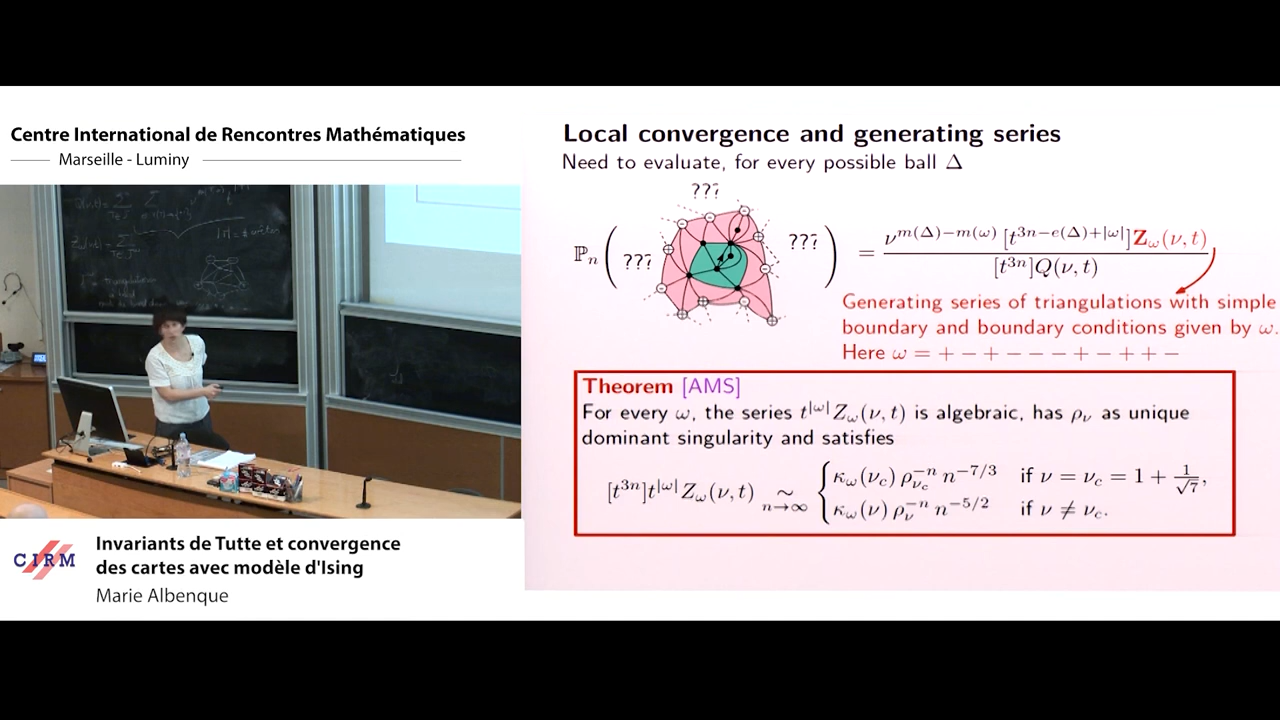 Centre International de Rencontres Mathématiques
Marseille - Luminy
CIRM
Invariants de Tutte et convergence
des cartes avec modèle d'Ising
Marie Albenque
Local convergence and generating series
Need to evaluate, for every possible ball Δ
???
ℙₙ( ??? ??? ) = ν^{m(Δ)−m(ω)} [t^{3n−e(Δ)+|ω|}]Z_ω(ν, t) / [t^{3n}]Q(ν, t)
Generating series of triangulations with simple
boundary and boundary conditions given by ω.
Here ω = + − + − − − + − + + −
Theorem [AMS]
For every ω, the series t^{|ω|}Z_ω(ν, t) is algebraic, has ρ_ν as unique
dominant singularity and satisfies
[t^{3n}]t^{|ω|}Z_ω(ν, t) ∼_{n→∞} { κ_ω(ν_c) ρ_{ν_c}^{−n} n^{−7/3} if ν = ν_c = 1 + 1/√7,
κ_ω(ν) ρ_ν^{−n} n^{−5/2} if ν ≠ ν_c.